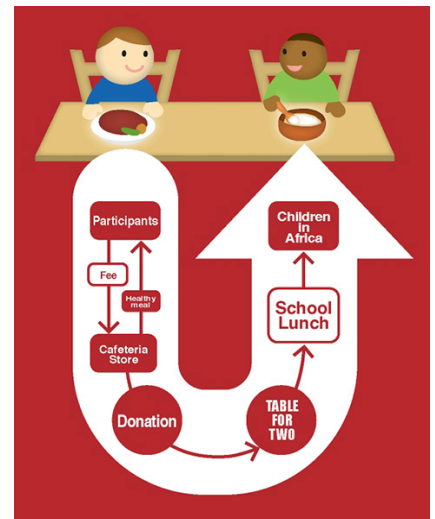 Participants
Fee
Healthy
meal
Cafeteria
Store
Donation
TABLE
FOR
TWO
School
Lunch
Children
in
Africa